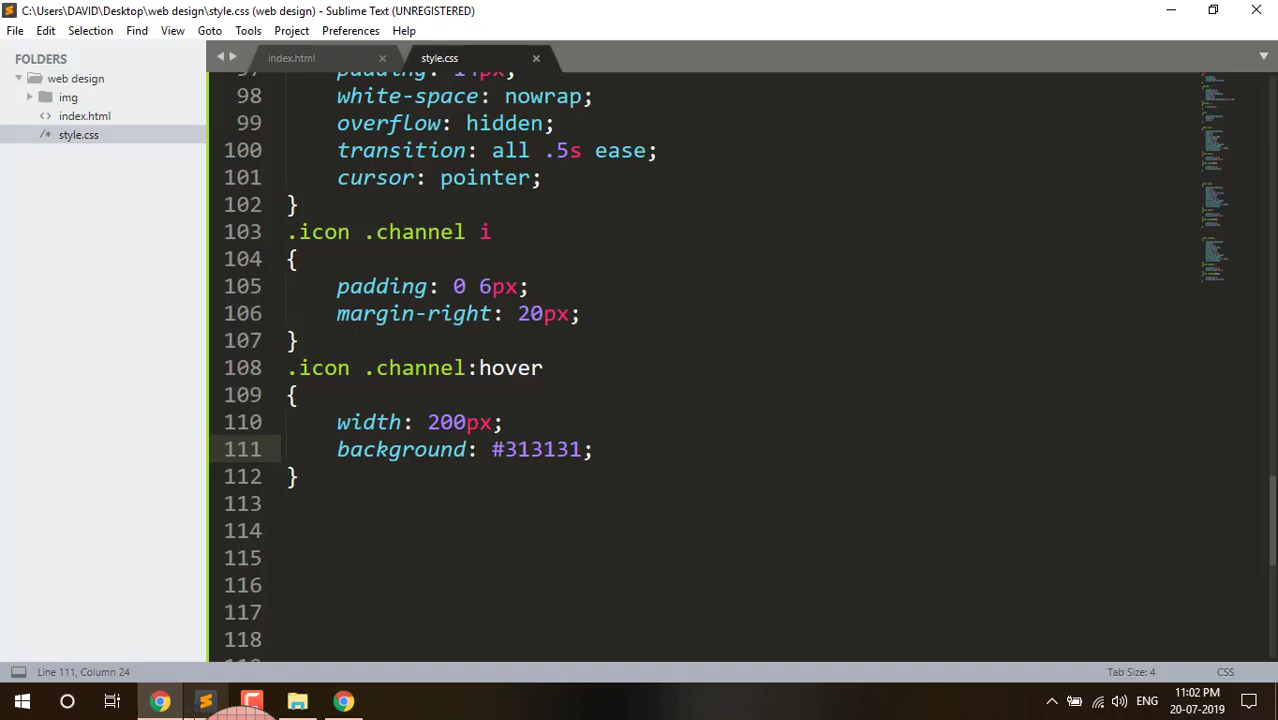 C:\Users\DAVID\Desktop\web design\style.css (web design) - Sublime Text (UNREGISTERED)
File Edit Selection Find View Goto Tools Project Preferences Help
FOLDERS
web design
img
index.html
style.css
index.html
style.css
97 padding: 14px;
98 white-space: nowrap;
99 overflow: hidden;
100 transition: all .5s ease;
101 cursor: pointer;
102 }
103 .icon .channel i
104 {
105 padding: 0 6px;
106 margin-right: 20px;
107 }
108 .icon .channel:hover
109 {
110 width: 200px;
111 background: #313131;
112 }
113
114
115
116
117
118
Line 111, Column 24
Tab Size: 4
CSS
ENG
11:02 PM
20-07-2019